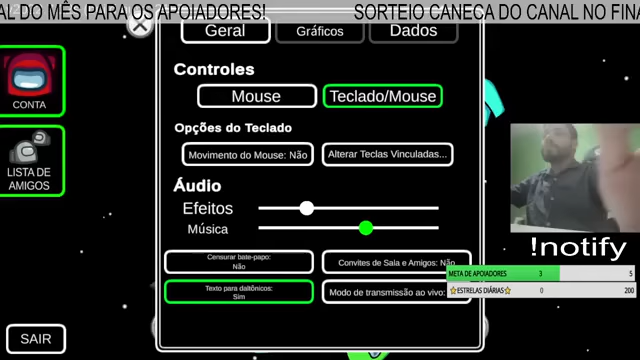 AL DO MÊS PARA OS APOIADORES!
SORTEIO CANECA DO CANAL NO FINA
Geral
Gráficos
Dados
Controles
Mouse
Teclado/Mouse
CONTA
Opções do Teclado
Movimento do Mouse: Não
Alterar Teclas Vinculadas...
LISTA DE
AMIGOS
Áudio
Efeitos
Música
!notify
Censurar bate-papo:
Não
Convites de Sala e Amigos: Não
META DE APOIADORES 3 5
Texto para daltônicos:
Sim
Modo de transmissão ao vivo:
ESTRELAS DIÁRIAS 0 200
SAIR